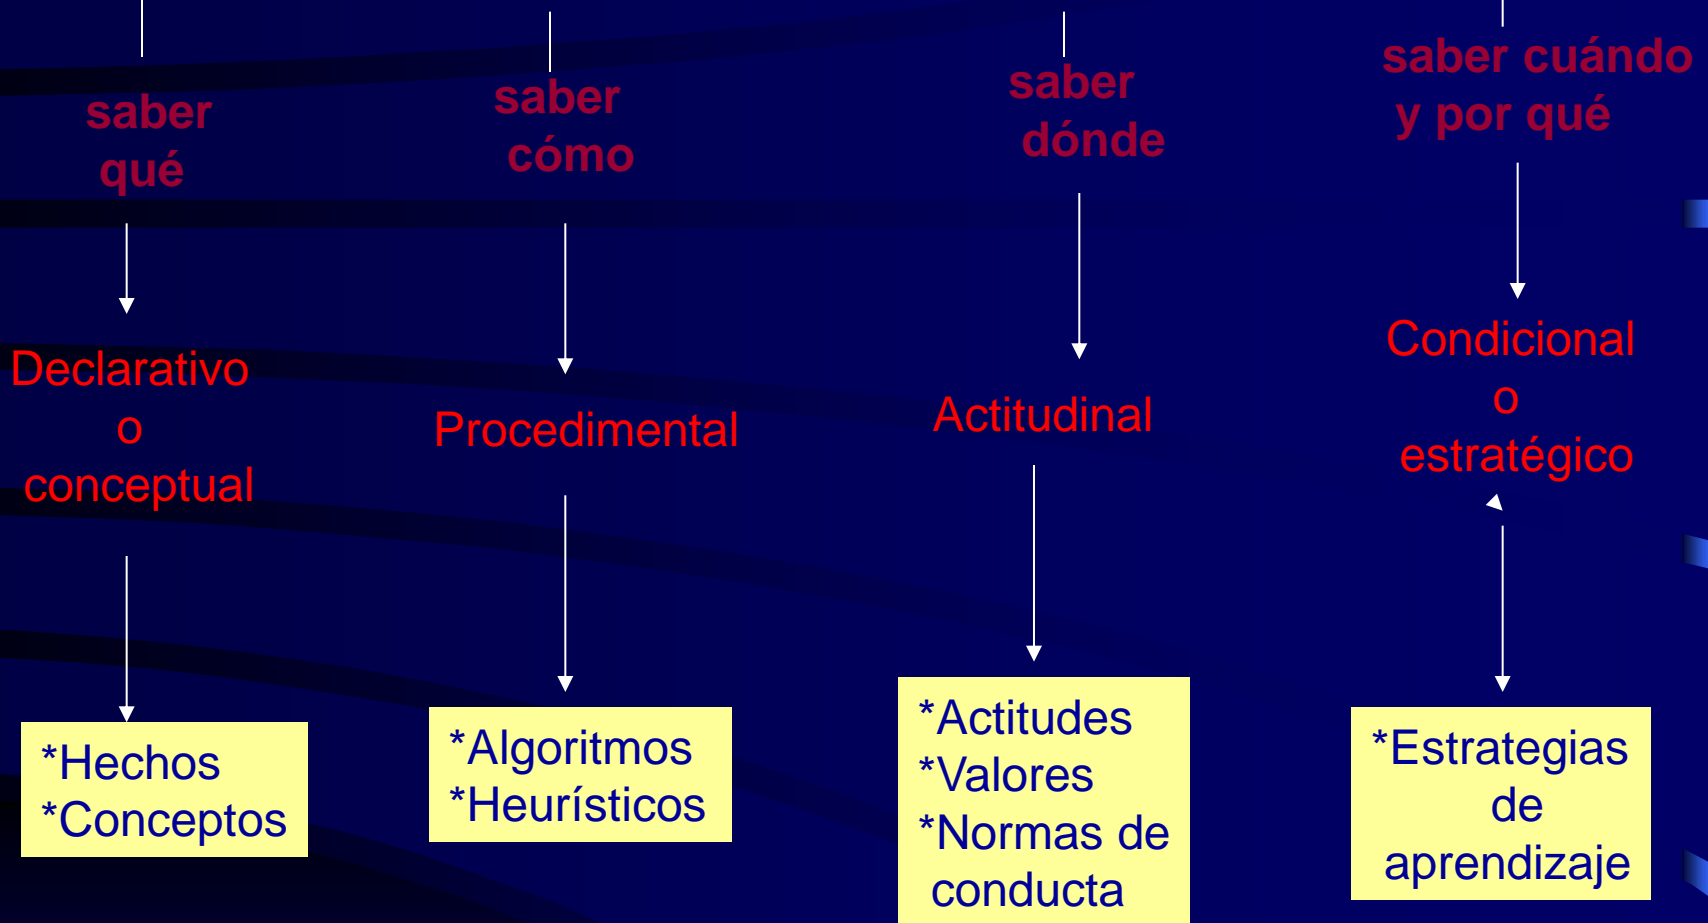 saber
qué
Declarativo
o
conceptual
*Hechos
*Conceptos
saber
cómo
Procedimental
*Algoritmos
*Heurísticos
saber
dónde
Actitudinal
*Actitudes
*Valores
*Normas de
conducta
saber cuándo
y por qué
Condicional
o
estratégico
*Estrategias
de
aprendizaje